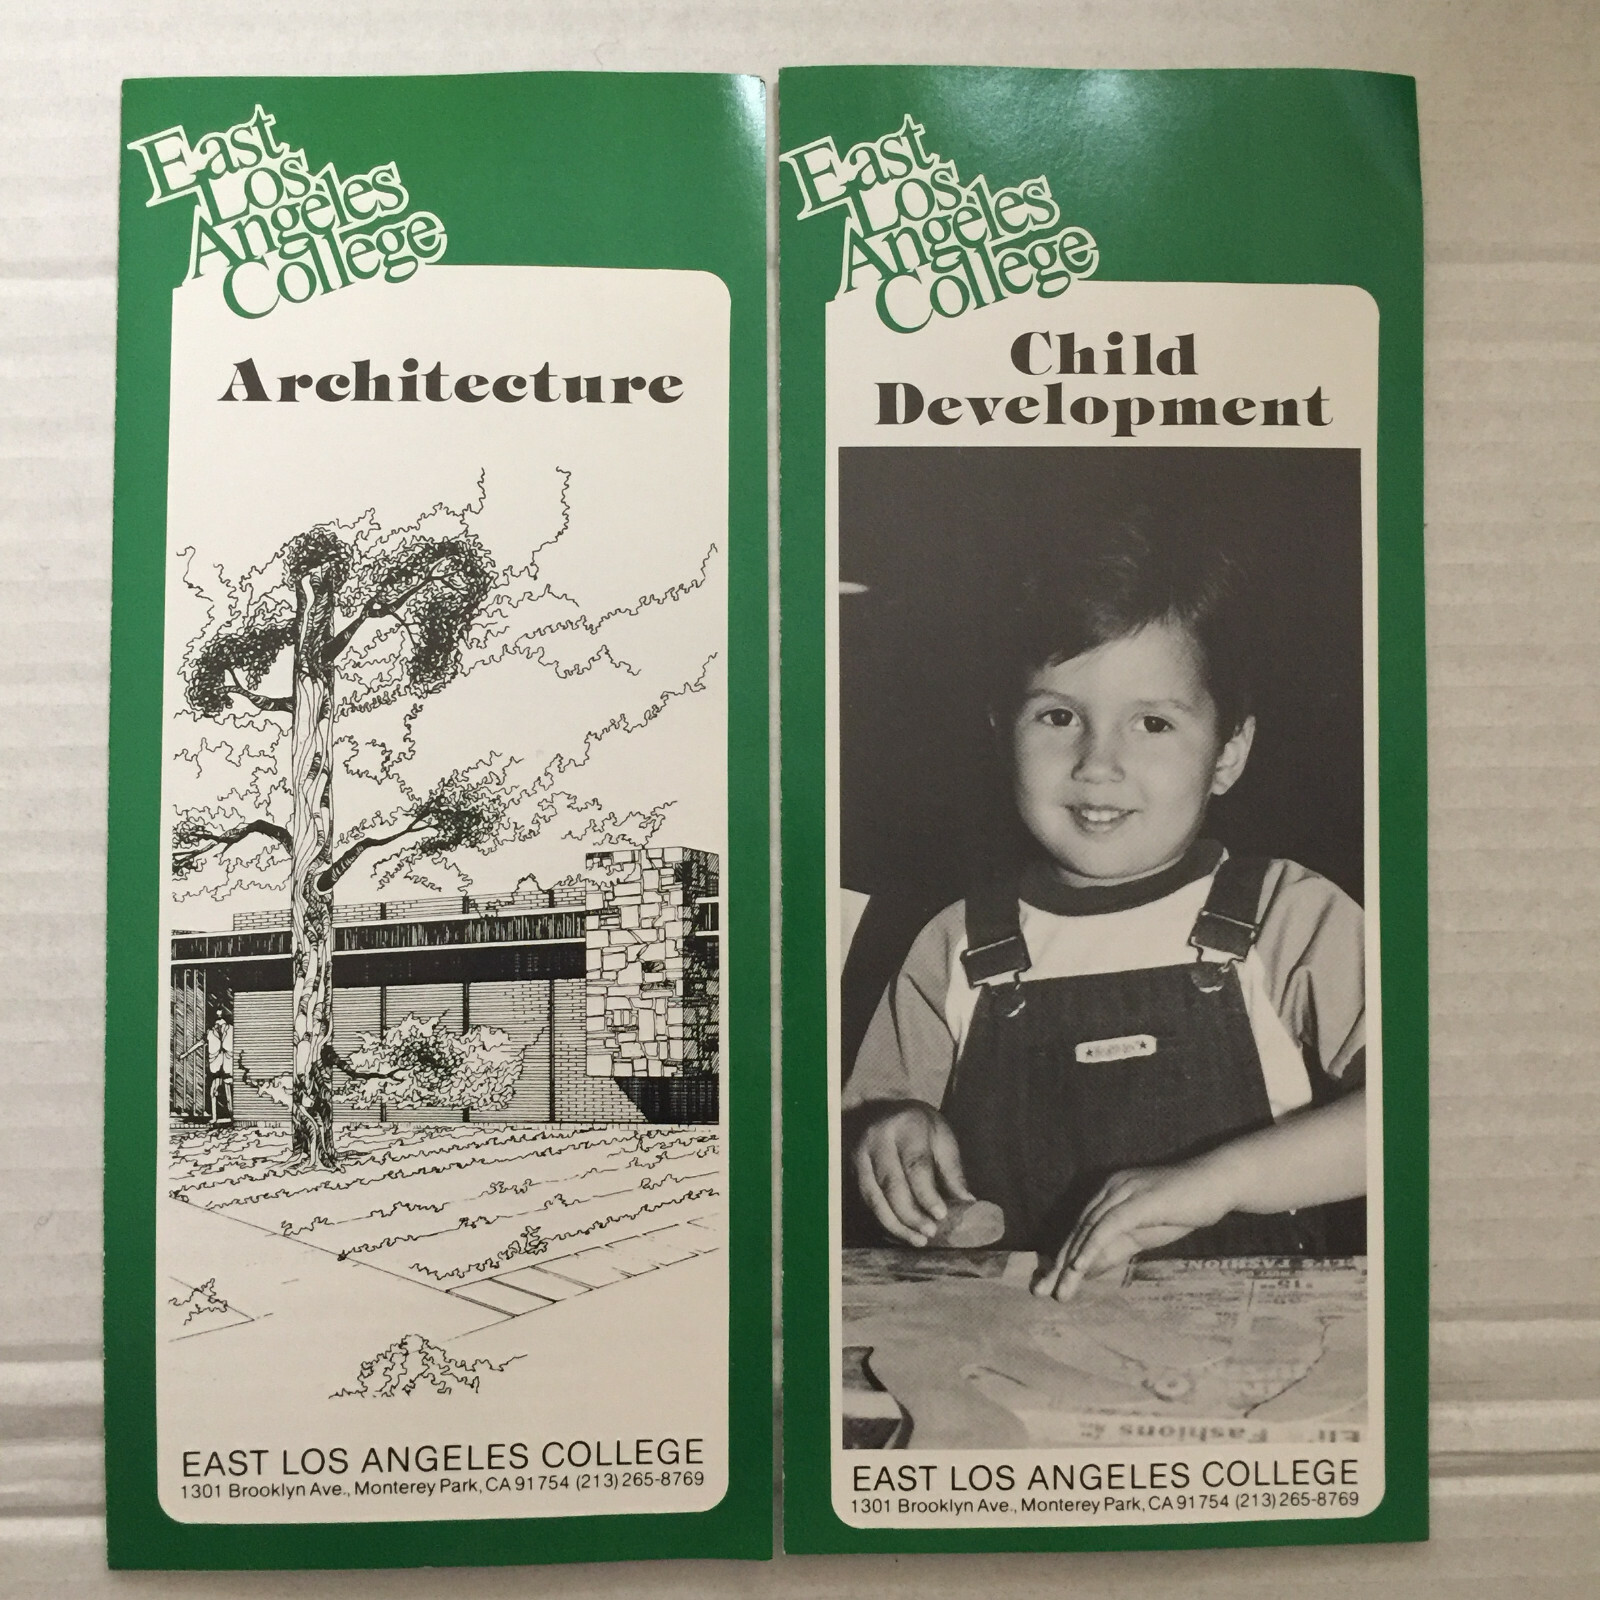 East
Los
Angeles
College
Architecture
EAST LOS ANGELES COLLEGE
1301 Brooklyn Ave., Monterey Park, CA 91754 (213) 265-8769
East
Los
Angeles
College
Child
Development
Fashions
EAST LOS ANGELES COLLEGE
1301 Brooklyn Ave., Monterey Park, CA 91754 (213) 265-8769